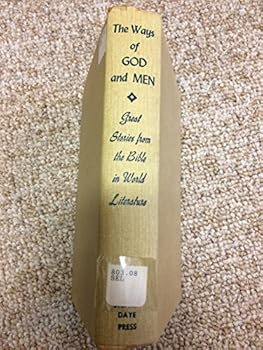 The Ways
of
GOD
and MEN
Great
Stories from
the Bible
in World
Literature
803.08
SEL
DAYE
PRESS